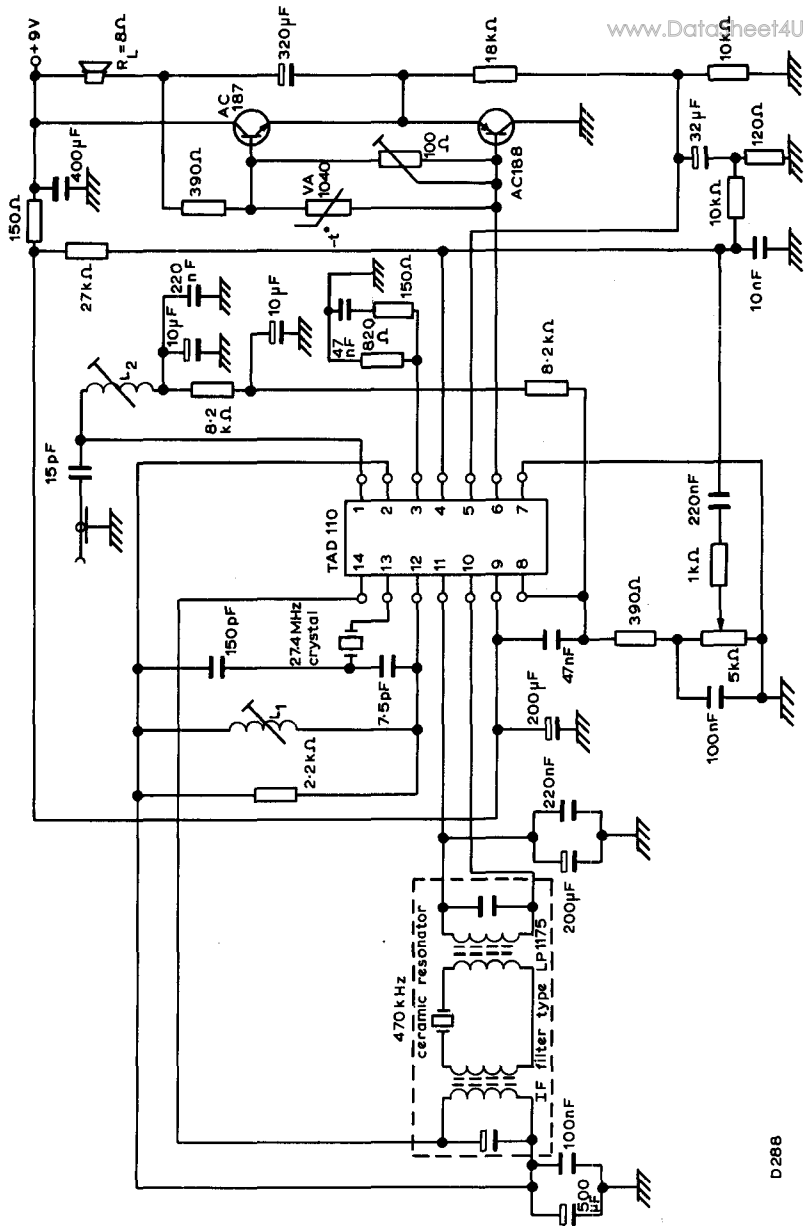 www.Datasheet4U
+9V
R L =8Ω
320μF
18kΩ
10kΩ
AC
187
AC188
100
Ω
32μF
120Ω
10kΩ
10nF
400μF
150Ω
390Ω
VA
1040
-t°
27kΩ
220
nF
10μF
10μF
L2
8·2
kΩ
47
nF
820
Ω
150Ω
8·2kΩ
15pF
TAD 110
1
2
3
4
5
6
7
14
13
12
11
10
9
8
220nF
1kΩ
390Ω
5kΩ
100nF
47nF
200μF
27.4MHz
crystal
150pF
7·5pF
L1
2·2kΩ
220nF
200μF
470kHz
ceramic resonator
IF filter type LP1175
100nF
500
μF
D288